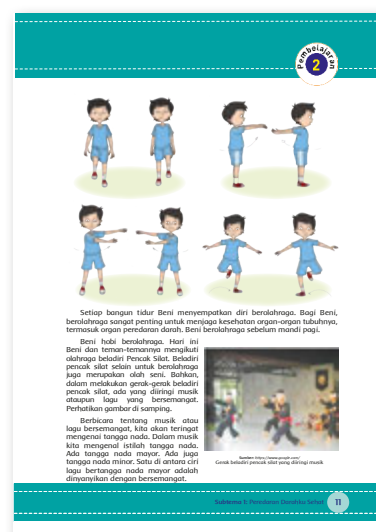 Pembelajaran
2
Setiap bangun tidur Beni menyempatkan diri berolahraga. Bagi Beni,
berolahraga sangat penting untuk menjaga kesehatan organ-organ tubuhnya,
termasuk organ peredaran darah. Beni berolahraga sebelum mandi pagi.
Beni hobi berolahraga. Hari ini
Beni dan teman-temannya mengikuti
olahraga beladiri Pencak Silat. Beladiri
pencak silat selain untuk berolahraga
juga merupakan olah seni. Bahkan,
dalam melakukan gerak-gerak beladiri
pencak silat, ada yang diiringi musik
ataupun lagu yang bersemangat.
Perhatikan gambar di samping.
Berbicara tentang musik atau
lagu bersemangat, kita akan teringat
mengenai tangga nada. Dalam musik
kita mengenal istilah tangga nada.
Ada tangga nada mayor. Ada juga
tangga nada minor. Satu di antara ciri
lagu bertangga nada mayor adalah
dinyanyikan dengan bersemangat.
Sumber: https://www.google.com/
Gerak beladiri pencak silat yang diiringi musik
Subtema 1: Peredaran Darahku Sehat
11